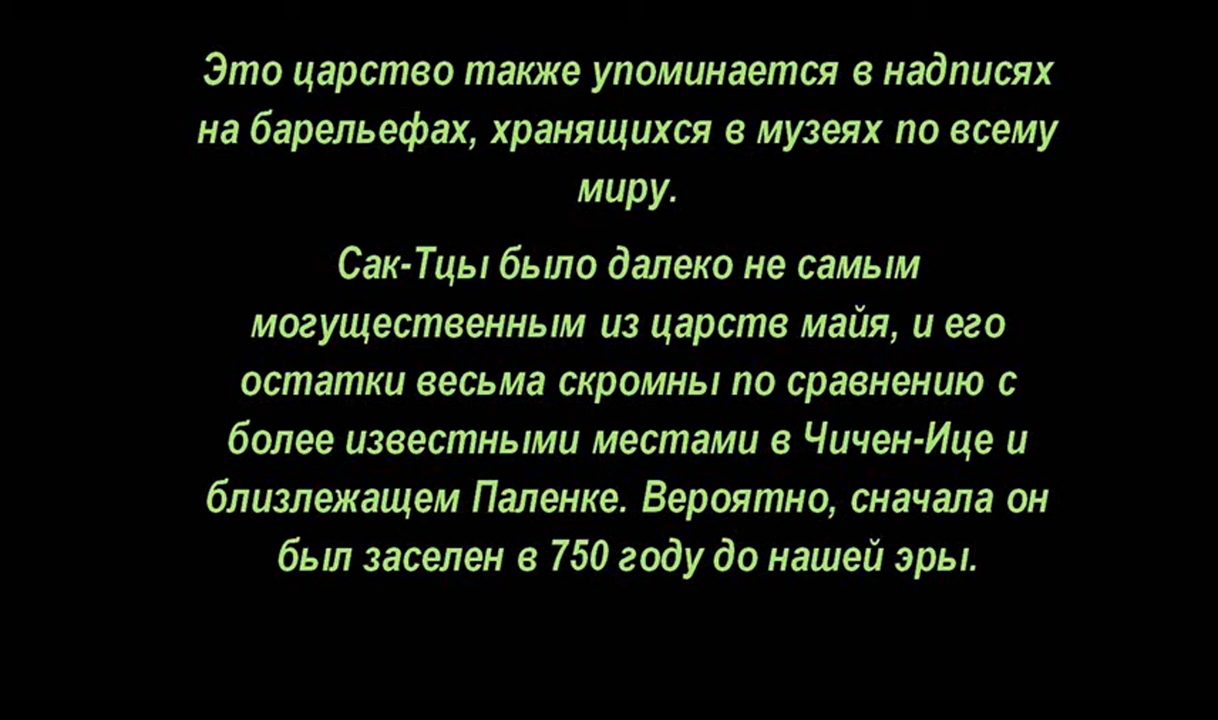 Это царство также упоминается в надписях
на барельефах, хранящихся в музеях по всему
миру.
Сак-Тцы было далеко не самым
могущественным из царств майя, и его
остатки весьма скромны по сравнению с
более известными местами в Чичен-Ице и
близлежащем Паленке. Вероятно, сначала он
был заселен в 750 году до нашей эры.